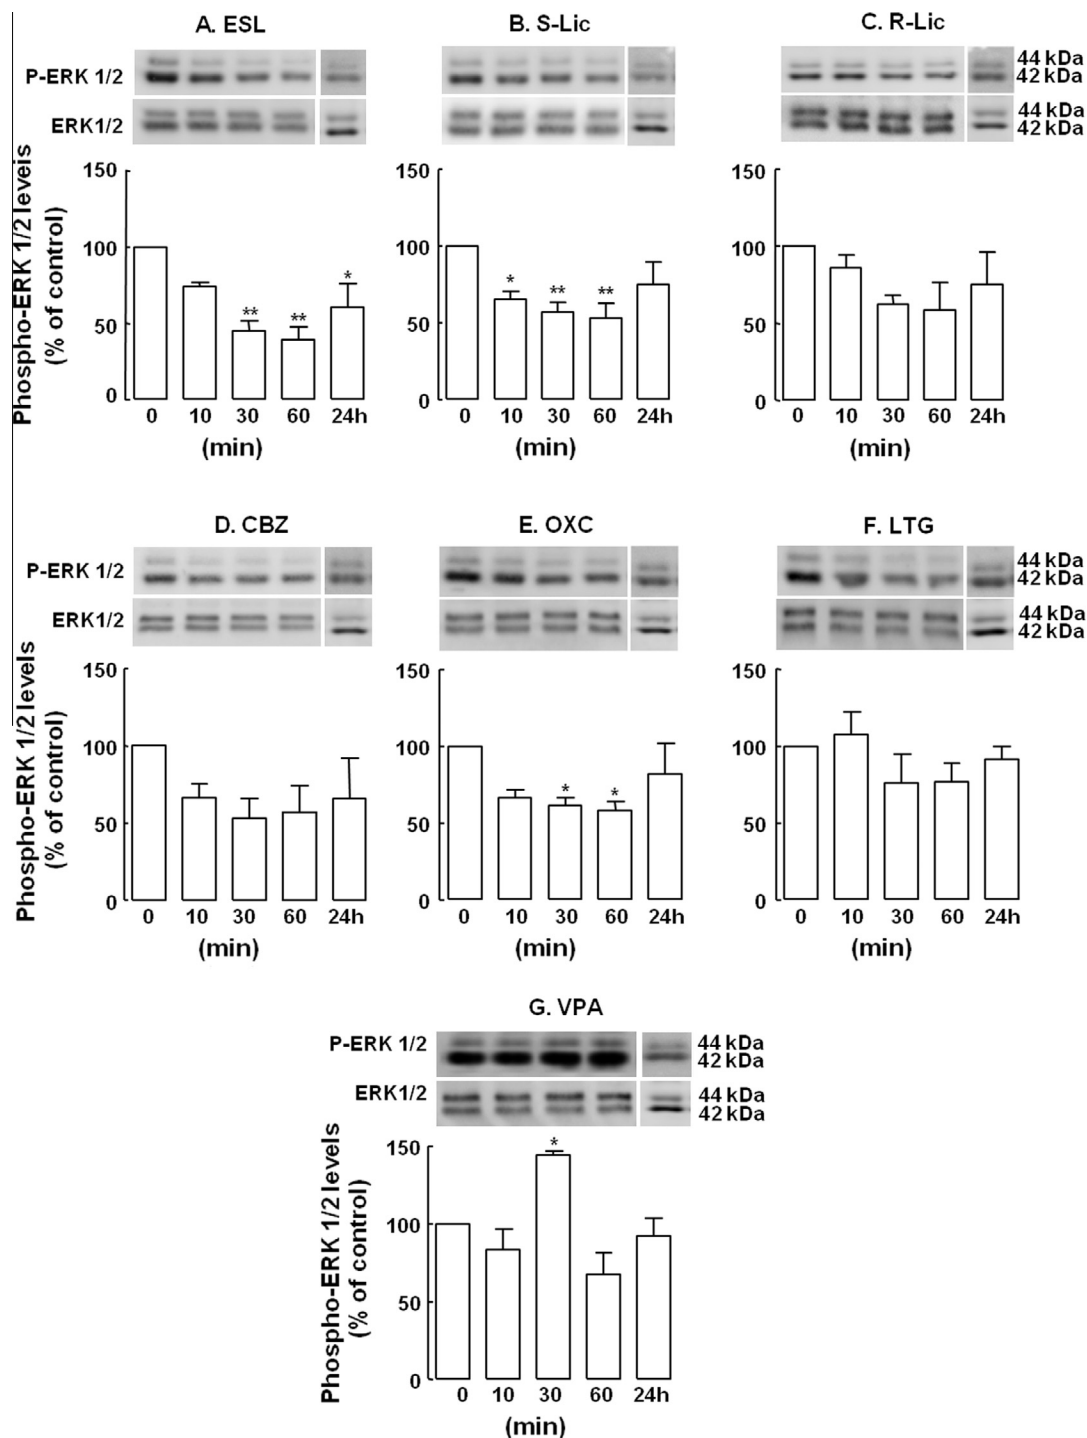 A. ESL
B. S-Lic
C. R-Lic
P-ERK 1/2
44 kDa
42 kDa
ERK1/2
44 kDa
42 kDa
Phospho-ERK 1/2 levels
(% of control)
150
100
50
0
**
**
*
0 10 30 60 24h
(min)
150
100
50
0
*
**
**
0 10 30 60 24h
(min)
150
100
50
0
0 10 30 60 24h
(min)
D. CBZ
E. OXC
F. LTG
P-ERK 1/2
44 kDa
42 kDa
ERK1/2
44 kDa
42 kDa
Phospho-ERK 1/2 levels
(% of control)
150
100
50
0
0 10 30 60 24h
(min)
150
100
50
0
*
*
0 10 30 60 24h
(min)
150
100
50
0
0 10 30 60 24h
(min)
G. VPA
P-ERK 1/2
44 kDa
42 kDa
ERK1/2
44 kDa
42 kDa
Phospho-ERK 1/2 levels
(% of control)
150
100
50
0
*
0 10 30 60 24h
(min)